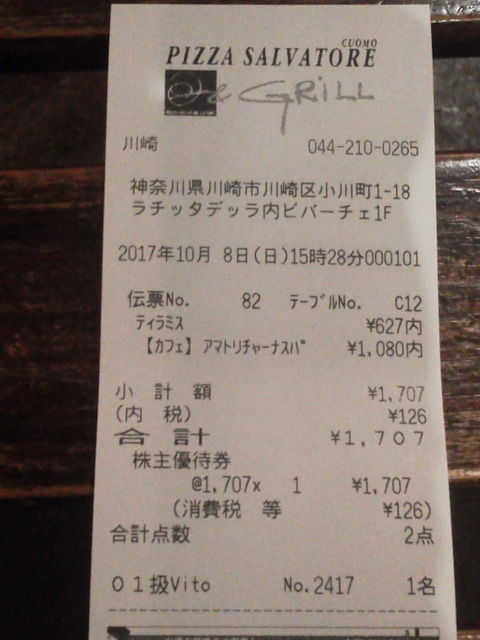 PIZZA SALVATORE
CUOMO
& GRILL
川崎 044-210-0265
神奈川県川崎市川崎区小川町1-18
ラチッタデッラ内ビバーチェ1F
2017年10月 8日(日)15時28分000101
伝票No. 82 ﾃｰﾌﾞﾙNo. C12
ﾃｨﾗﾐｽ ¥627内
【ｶﾌｪ】 ｱﾏﾄﾘﾁｬｰﾅｽﾊﾟ ¥1,080内
小 計 額 ¥1,707
(内 税) ¥126
合 計 ¥1,707
株主優待券
@1,707× 1 ¥1,707
(消費税 等 ¥126)
合計点数 2点
０１扱Vito No.2417 1名